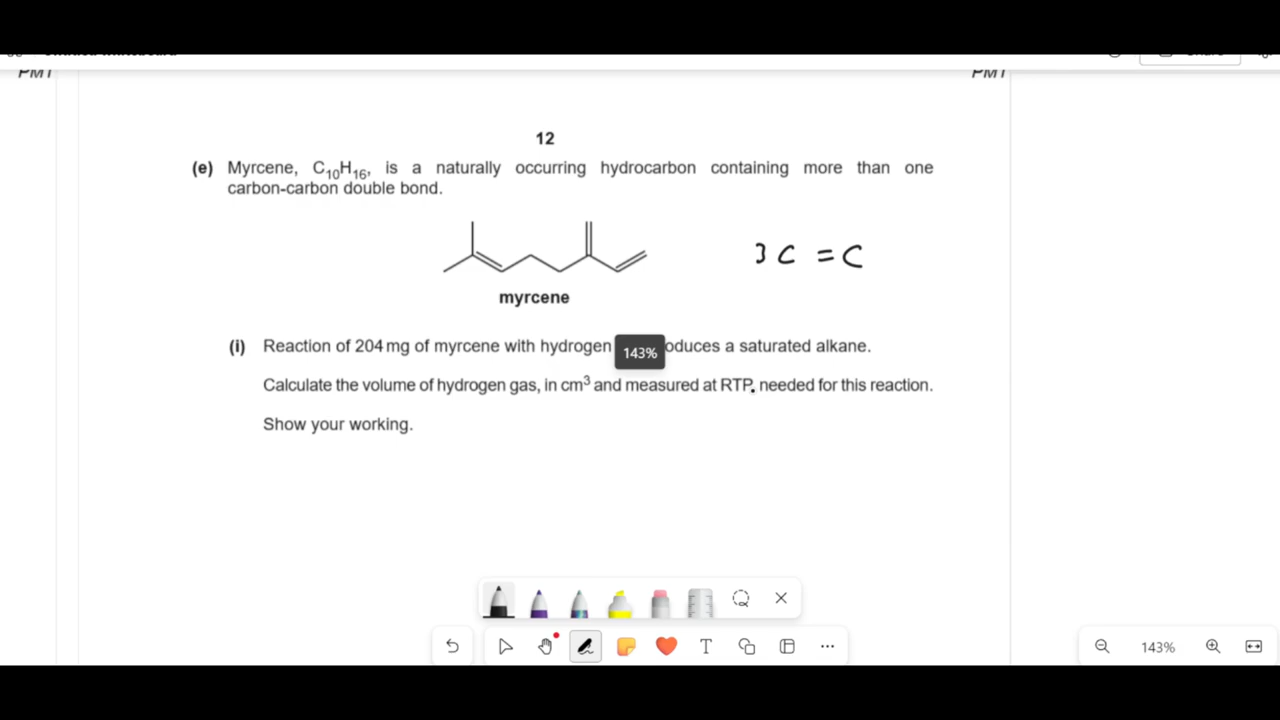 PMT
PMT
12
(e) Myrcene, C₁₀H₁₆, is a naturally occurring hydrocarbon containing more than one
carbon-carbon double bond.
3 C = C
myrcene
(i) Reaction of 204 mg of myrcene with hydrogen oduces a saturated alkane.
143%
Calculate the volume of hydrogen gas, in cm³ and measured at RTP, needed for this reaction.
Show your working.
T
143%